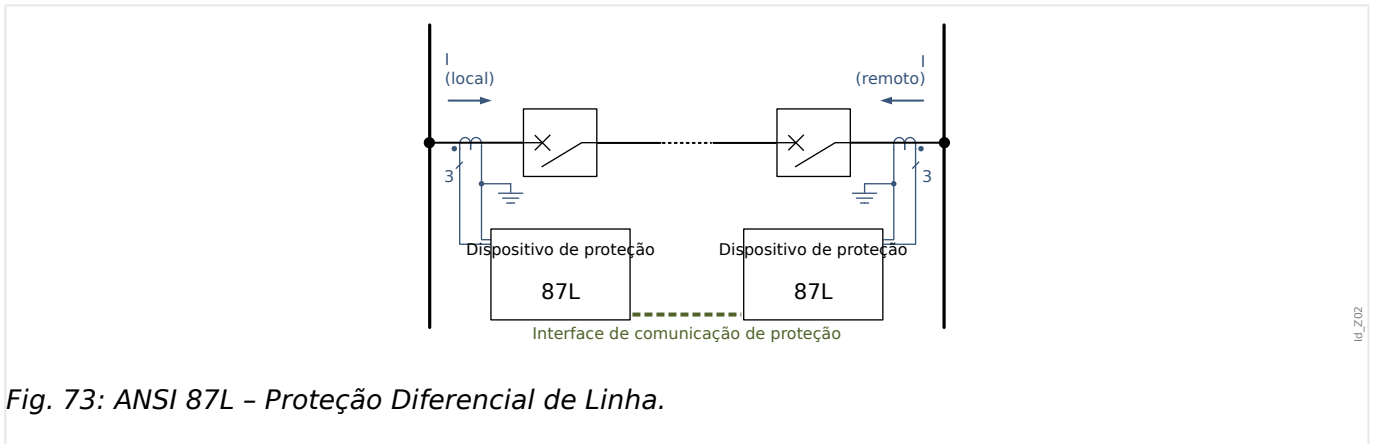 I
(local)
I
(remoto)
3
3
Dispositivo de proteção
Dispositivo de proteção
87L
87L
Interface de comunicação de proteção
Id_Z02
Fig. 73: ANSI 87L – Proteção Diferencial de Linha.